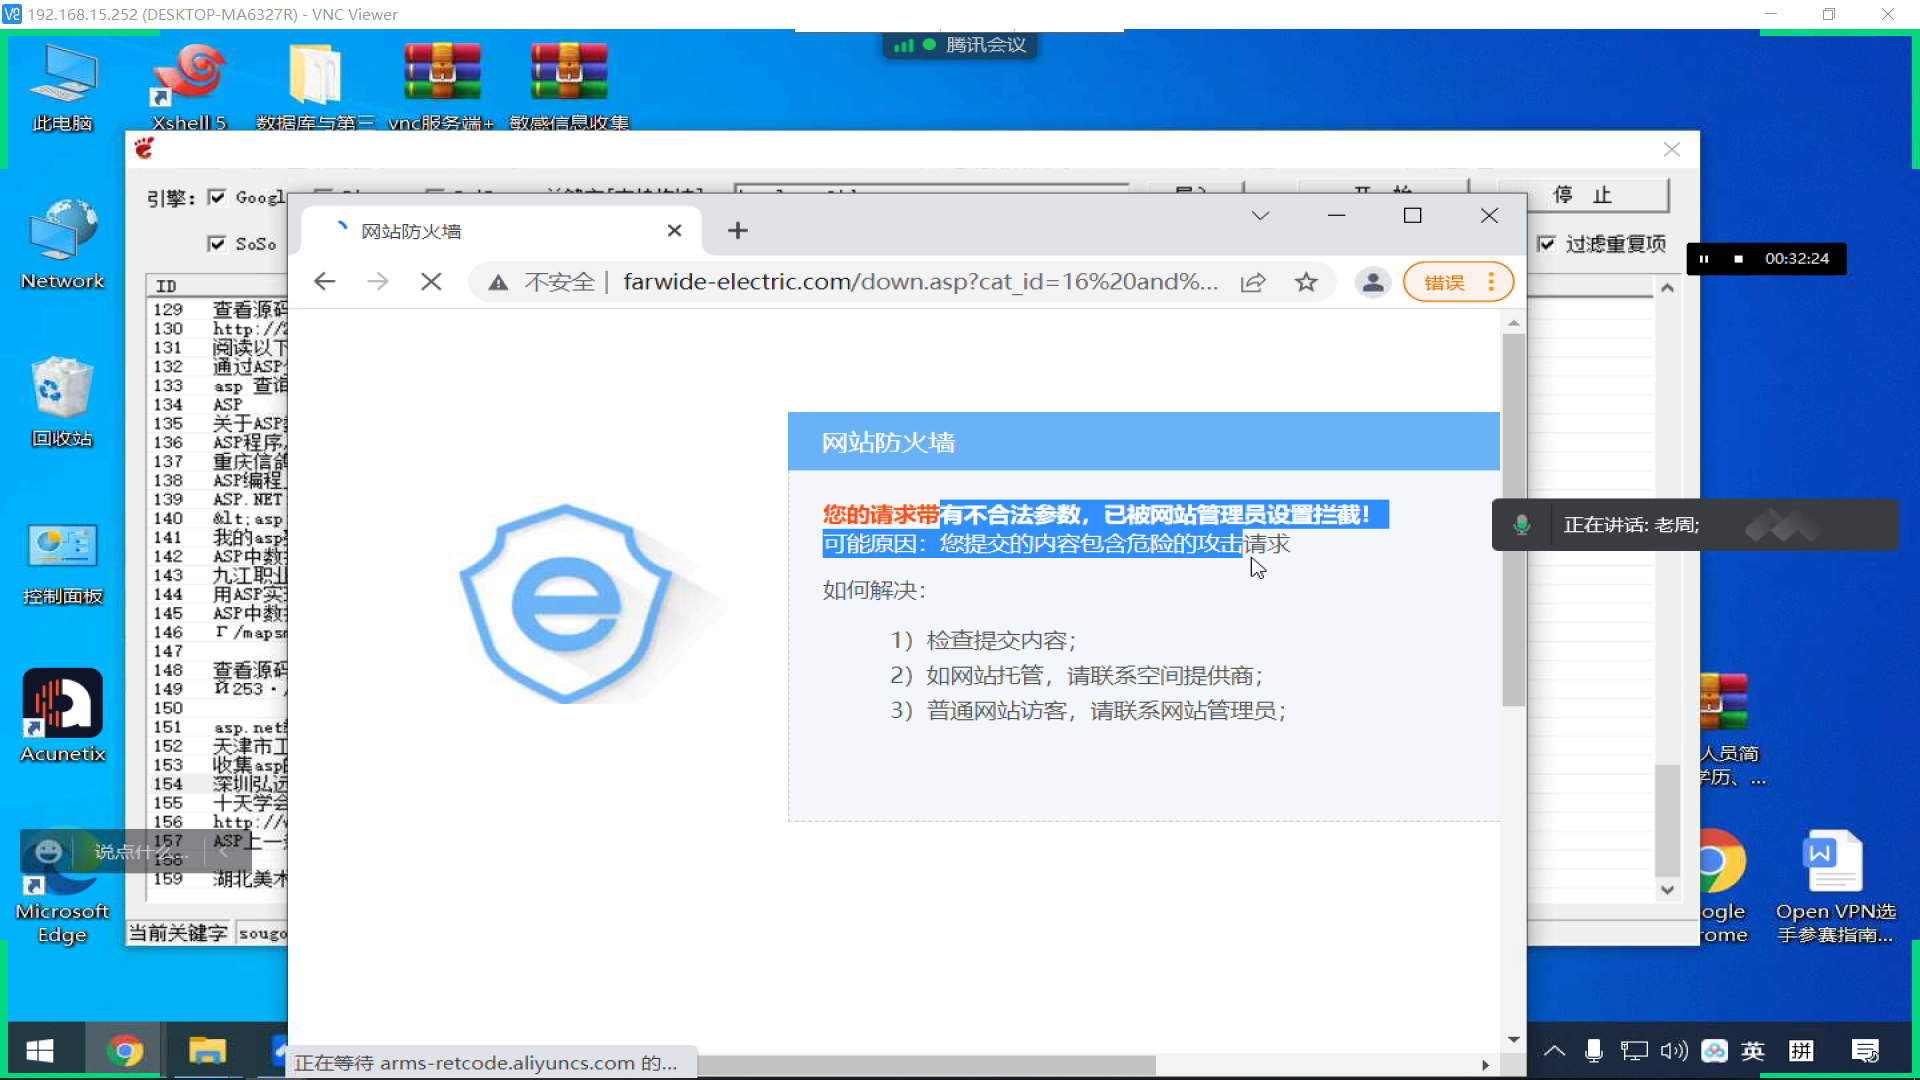 192.168.15.252 (DESKTOP-MA6327R) - VNC Viewer
腾讯会议
此电脑
Xshell 5
数据库与第三
vnc服务端+
敏感信息收集
引擎:
Googl
停 止
SoSo
过滤重复项
网站防火墙
00:32:24
Network
不安全
farwide-electric.com/down.asp?cat_id=16%20and%...
错误
ID
129 查看源码
130 http://2
131 阅读以下
132 通过ASP
133 asp 查询
134 ASP
135 关于ASP
136 ASP程序
137 重庆信鸽
138 ASP编程
139 ASP.NET
140 &lt;asp
141 我的asp
142 ASP中数
143 九江职业
144 用ASP实
145 ASP中数
146 Г/maps
147
148 查看源码
149 Й253·
150
151 asp.net
152 天津市工
153 收集asp
154 深圳弘远
155 十天学会
156 http://
157 ASP上一
158
159 湖北美术
当前关键字
sougo
回收站
控制面板
Acunetix
说点什么...
Microsoft
Edge
网站防火墙
您的请求带有不合法参数，已被网站管理员设置拦截！
可能原因：您提交的内容包含危险的攻击请求
如何解决：
1）检查提交内容；
2）如网站托管，请联系空间提供商；
3）普通网站访客，请联系网站管理员；
正在讲话: 老周;
人员简
学历、...
ogle
rome
Open VPN选
手参赛指南...
正在等待 arms-retcode.aliyuncs.com 的...
英
拼